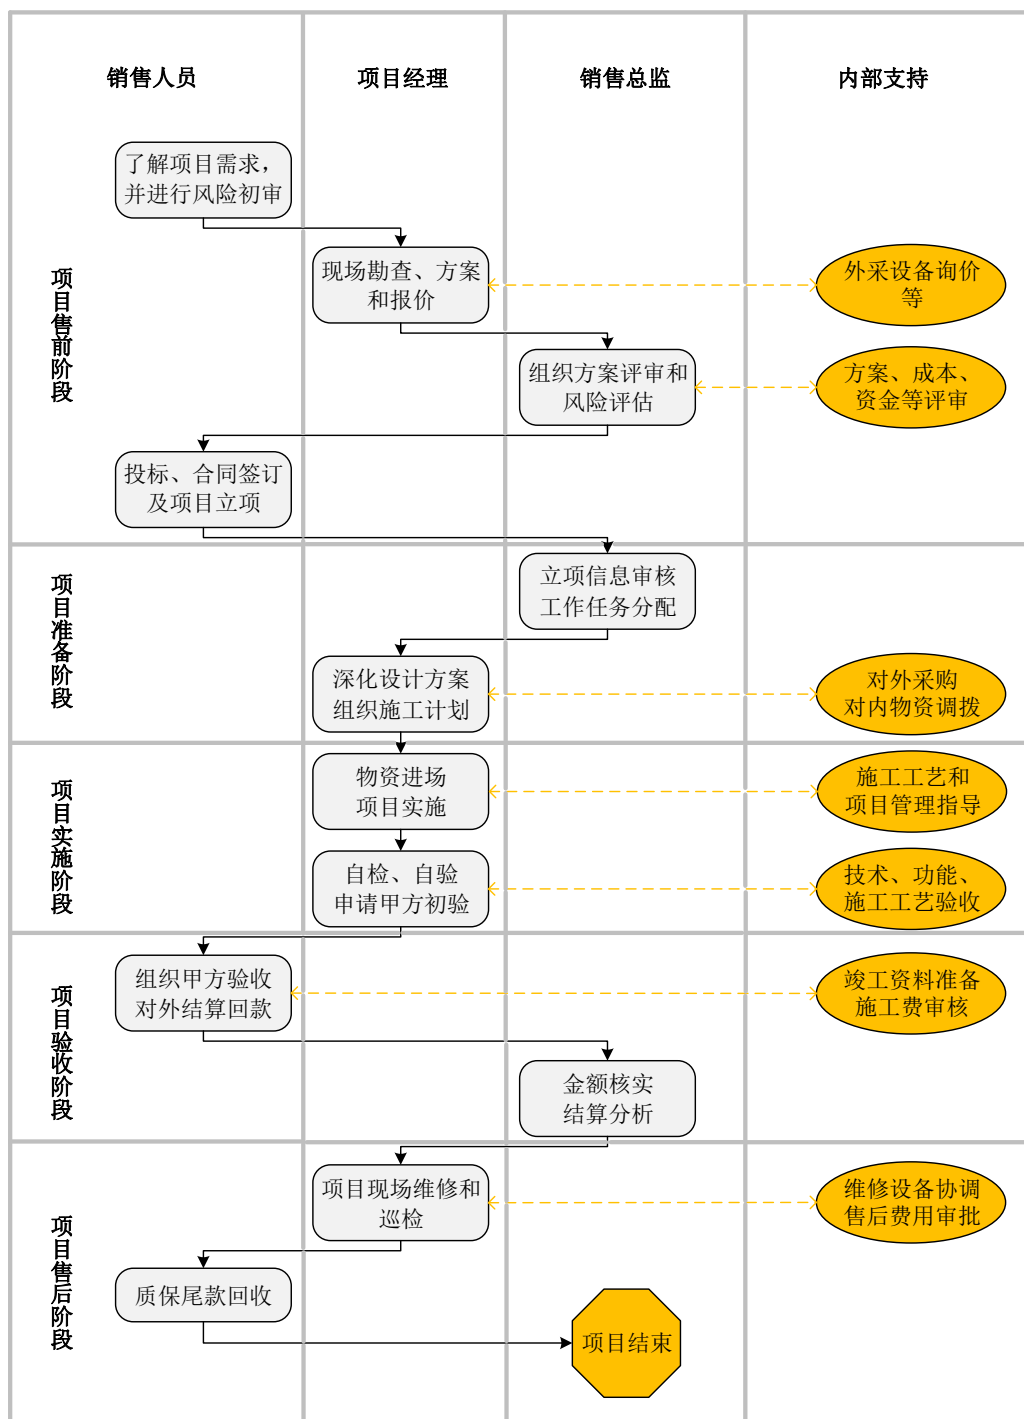 销售人员
项目经理
销售总监
内部支持
项目售前阶段
了解项目需求，
并进行风险初审
现场勘查、方案
和报价
外采设备询价
等
组织方案评审和
风险评估
方案、成本、
资金等评审
投标、合同签订
及项目立项
项目准备阶段
立项信息审核
工作任务分配
深化设计方案
组织施工计划
对外采购
对内物资调拨
项目实施阶段
物资进场
项目实施
施工工艺和
项目管理指导
自检、自验
申请甲方初验
技术、功能、
施工工艺验收
项目验收阶段
组织甲方验收
对外结算回款
竣工资料准备
施工费审核
金额核实
结算分析
项目售后阶段
项目现场维修和
巡检
维修设备协调
售后费用审批
质保尾款回收
项目结束